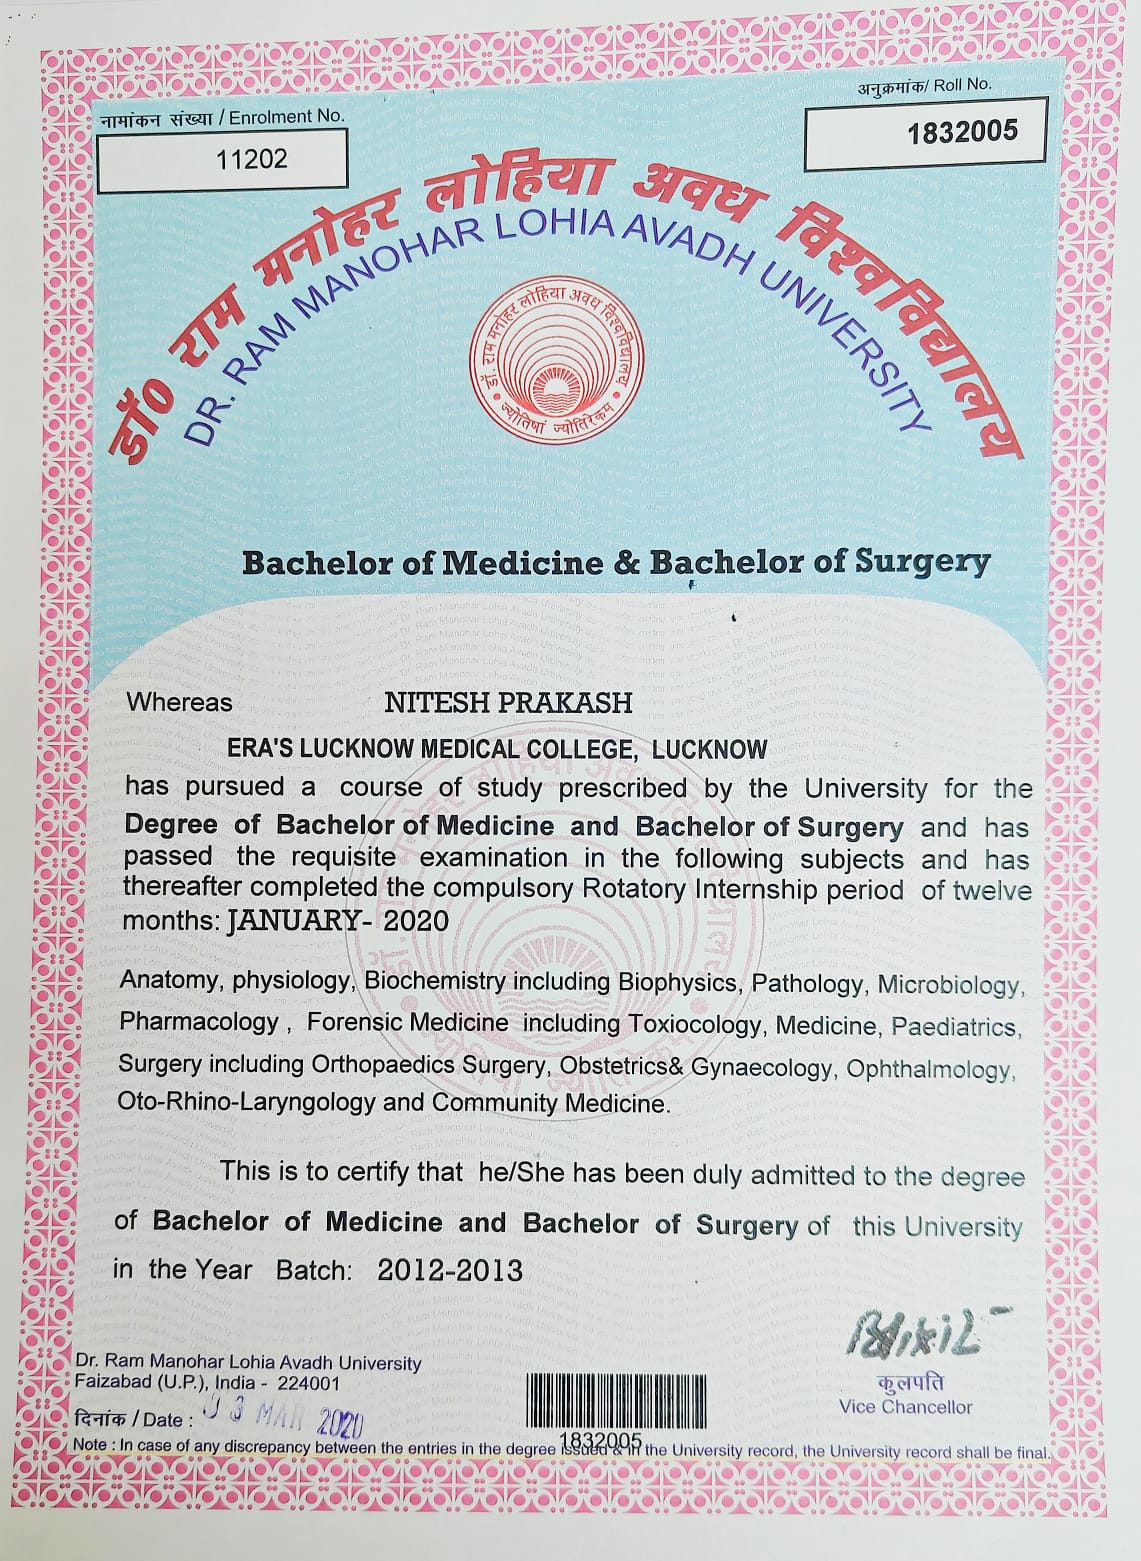 नामांकन संख्या / Enrolment No.
11202
अनुक्रमांक/ Roll No.
1832005
डॉ0 राम मनोहर लोहिया अवध विश्वविद्यालय
DR. RAM MANOHAR LOHIA AVADH UNIVERSITY
डॉ. राम मनोहर लोहिया अवध विश्वविद्यालय
ज्योतिषां ज्योतिरेकम्
Bachelor of Medicine & Bachelor of Surgery
Whereas NITESH PRAKASH
ERA'S LUCKNOW MEDICAL COLLEGE, LUCKNOW
has pursued a course of study prescribed by the University for the
Degree of Bachelor of Medicine and Bachelor of Surgery and has
passed the requisite examination in the following subjects and has
thereafter completed the compulsory Rotatory Internship period of twelve
months: JANUARY- 2020
Anatomy, physiology, Biochemistry including Biophysics, Pathology, Microbiology,
Pharmacology , Forensic Medicine including Toxiocology, Medicine, Paediatrics,
Surgery including Orthopaedics Surgery, Obstetrics& Gynaecology, Ophthalmology,
Oto-Rhino-Laryngology and Community Medicine.
This is to certify that he/She has been duly admitted to the degree
of Bachelor of Medicine and Bachelor of Surgery of this University
in the Year Batch: 2012-2013
Dr. Ram Manohar Lohia Avadh University
Faizabad (U.P.), India - 224001
दिनांक / Date : 03 MAR 2020
1832005
कुलपति
Vice Chancellor
Note : In case of any discrepancy between the entries in the degree issued & in the University record, the University record shall be final.